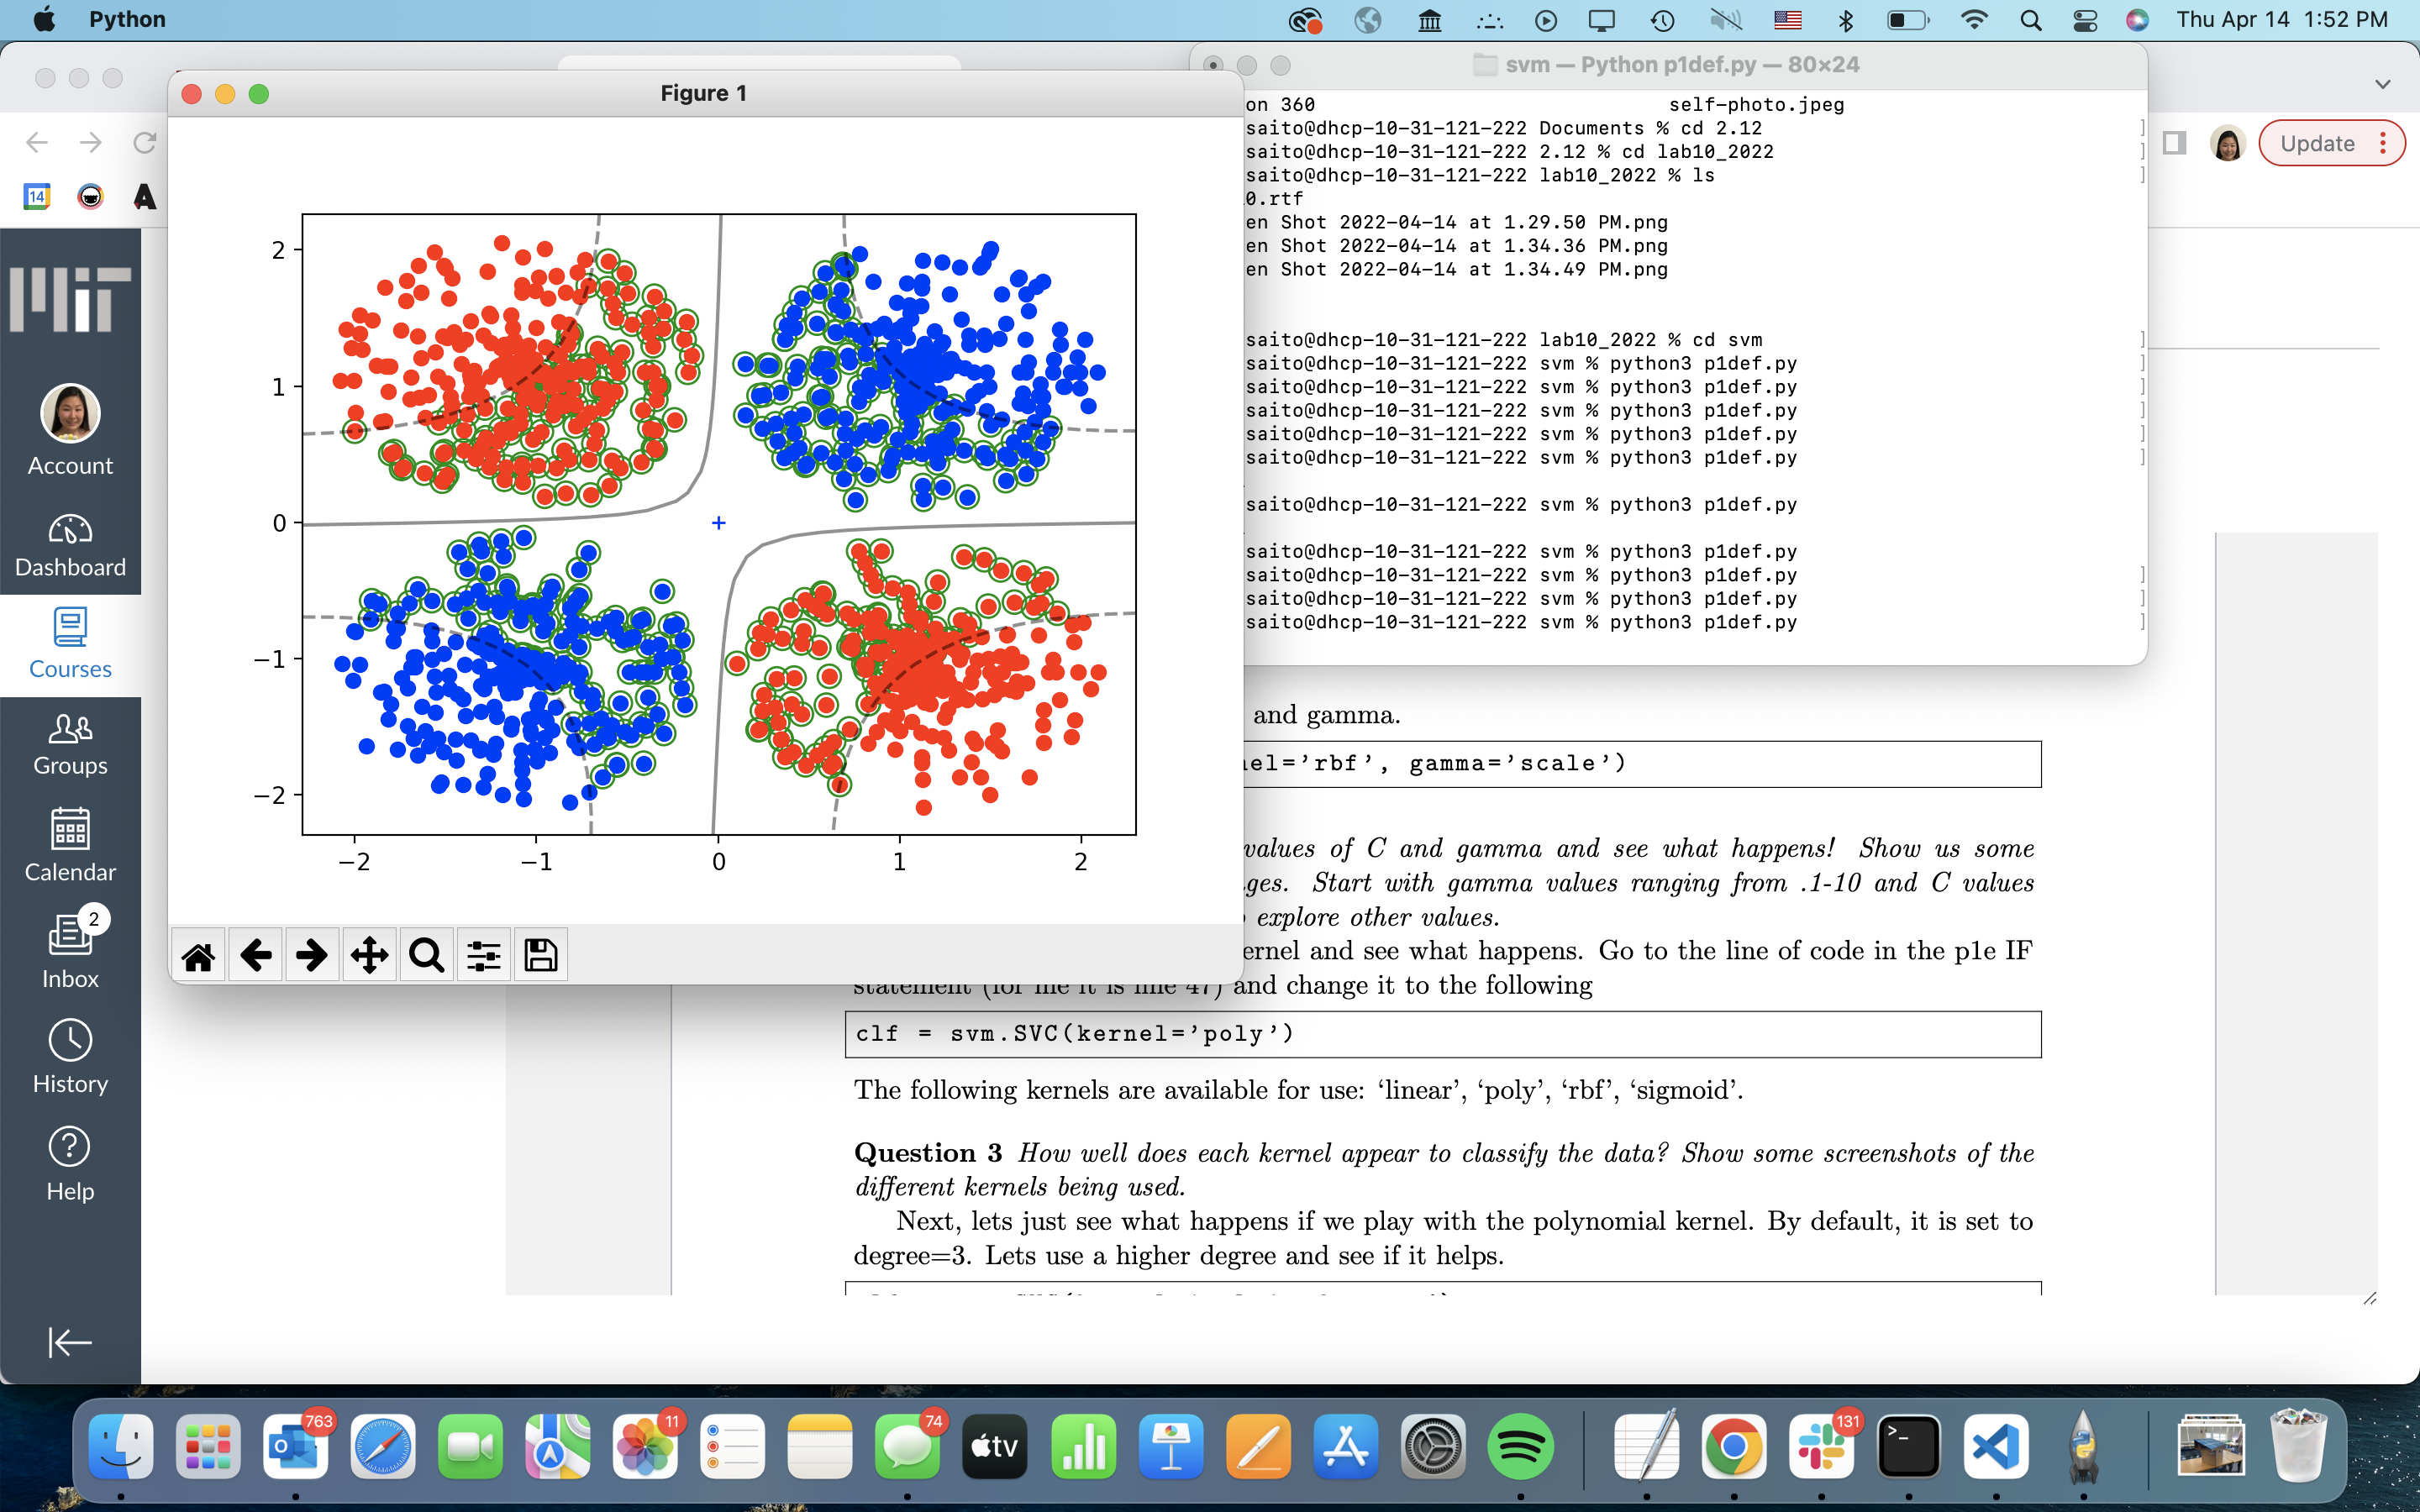 Python
Thu Apr 14 1:52 PM
Figure 1
svm — Python p1def.py — 80×24
on 360 self-photo.jpeg
saito@dhcp-10-31-121-222 Documents % cd 2.12
saito@dhcp-10-31-121-222 2.12 % cd lab10_2022
saito@dhcp-10-31-121-222 lab10_2022 % ls
0.rtf
en Shot 2022-04-14 at 1.29.50 PM.png
en Shot 2022-04-14 at 1.34.36 PM.png
en Shot 2022-04-14 at 1.34.49 PM.png
saito@dhcp-10-31-121-222 lab10_2022 % cd svm
saito@dhcp-10-31-121-222 svm % python3 p1def.py
saito@dhcp-10-31-121-222 svm % python3 p1def.py
saito@dhcp-10-31-121-222 svm % python3 p1def.py
saito@dhcp-10-31-121-222 svm % python3 p1def.py
saito@dhcp-10-31-121-222 svm % python3 p1def.py
saito@dhcp-10-31-121-222 svm % python3 p1def.py
saito@dhcp-10-31-121-222 svm % python3 p1def.py
saito@dhcp-10-31-121-222 svm % python3 p1def.py
saito@dhcp-10-31-121-222 svm % python3 p1def.py
saito@dhcp-10-31-121-222 svm % python3 p1def.py
Update
14
MIT
Account
Dashboard
Courses
Groups
Calendar
2
Inbox
History
Help
2
1
0
−1
−2
−2 −1 0 1 2
and gamma.
nel='rbf', gamma='scale')
values of C and gamma and see what happens! Show us some
ges. Start with gamma values ranging from .1-10 and C values
explore other values.
ernel and see what happens. Go to the line of code in the p1e IF
statement (for me it is line 47) and change it to the following
clf = svm.SVC(kernel='poly')
The following kernels are available for use: ‘linear’, ‘poly’, ‘rbf’, ‘sigmoid’.
Question 3 How well does each kernel appear to classify the data? Show some screenshots of the
different kernels being used.
Next, lets just see what happens if we play with the polynomial kernel. By default, it is set to
degree=3. Lets use a higher degree and see if it helps.
763
11
74
tv
131